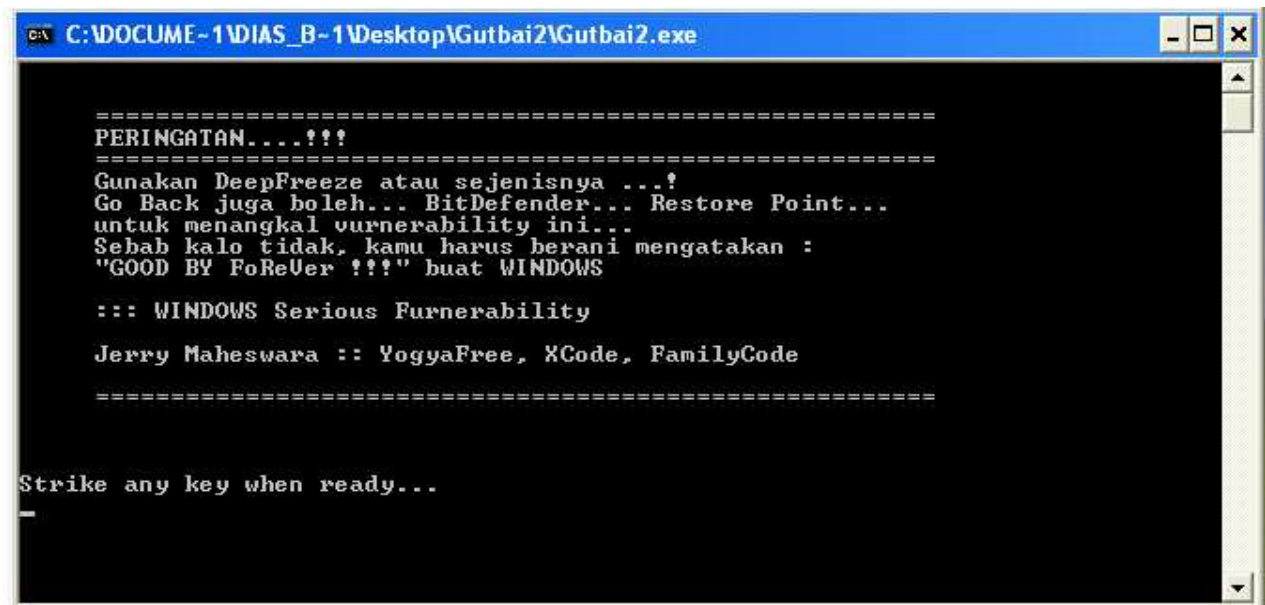 C:\DOCUME~1\DIAS_B~1\Desktop\Gutbai2\Gutbai2.exe
========================================================
PERINGATAN....!!!
========================================================
Gunakan DeepFreeze atau sejenisnya ...!
Go Back juga boleh... BitDefender... Restore Point...
untuk menangkal vurnerability ini...
Sebab kalo tidak, kamu harus berani mengatakan :
"GOOD BY FoReVer !!!" buat WINDOWS
::: WINDOWS Serious Furnerability
Jerry Maheswara :: YogyaFree, XCode, FamilyCode
========================================================
Strike any key when ready...